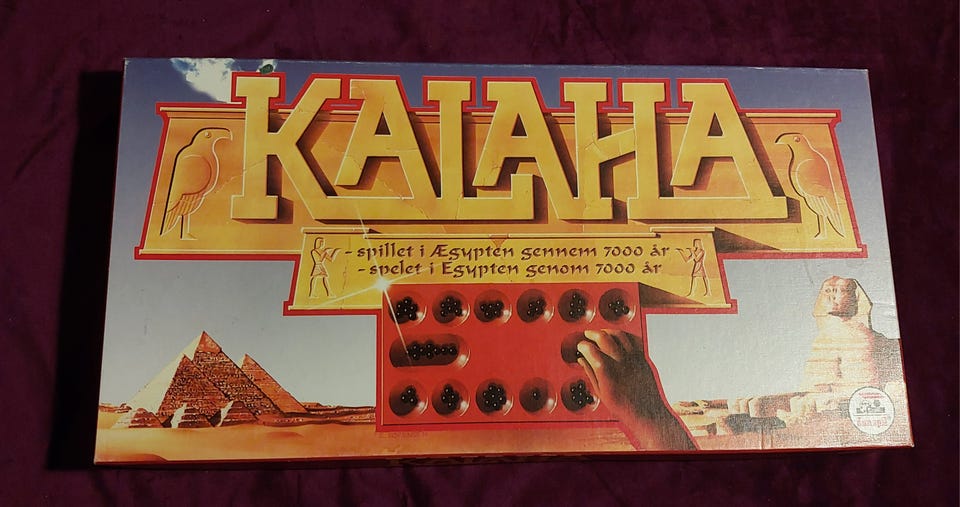 KALAHA
- spillet i Ægypten gennem 7000 år
- spelet i Egypten genom 7000 år